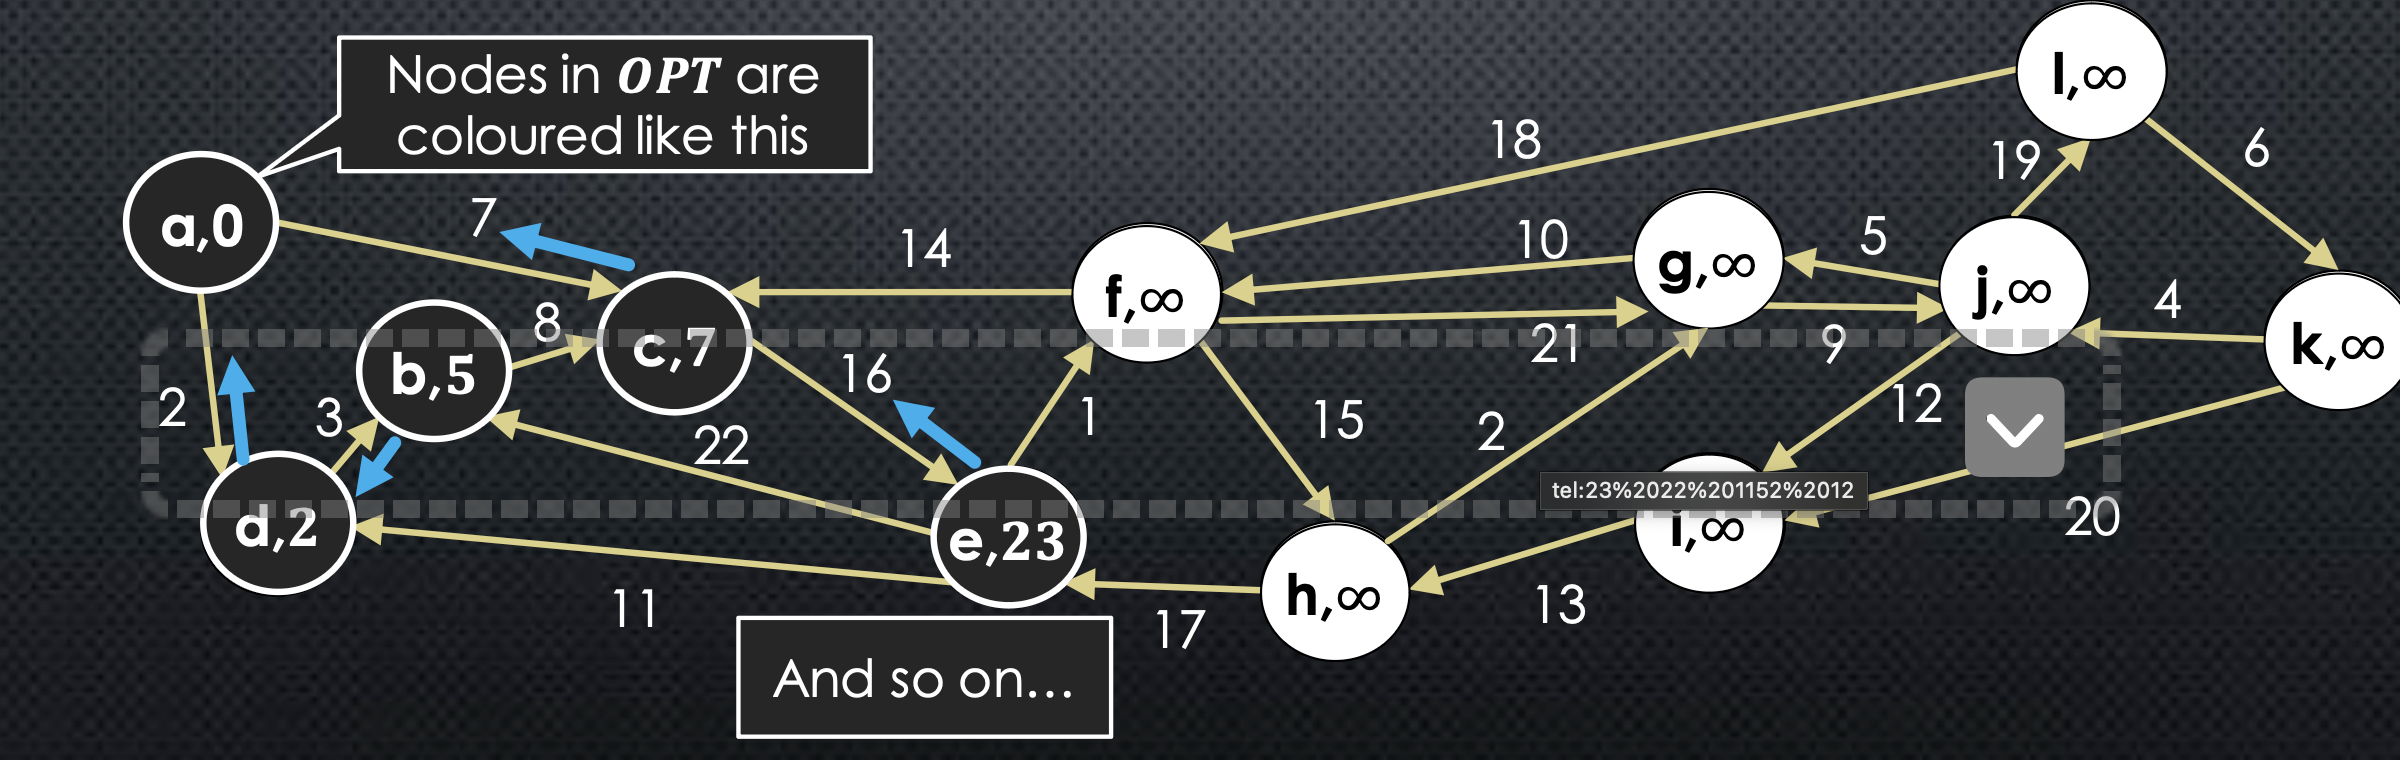 Nodes in OPT are
coloured like this
l,∞
18
19
6
a,0
7
14
10
5
f,∞
g,∞
j,∞
4
8
b,5
c,7
21
9
k,∞
2
3
16
1
15
2
12
22
tel:23%2022%201152%2012
d,2
e,23
i,∞
20
h,∞
11
17
13
And so on...